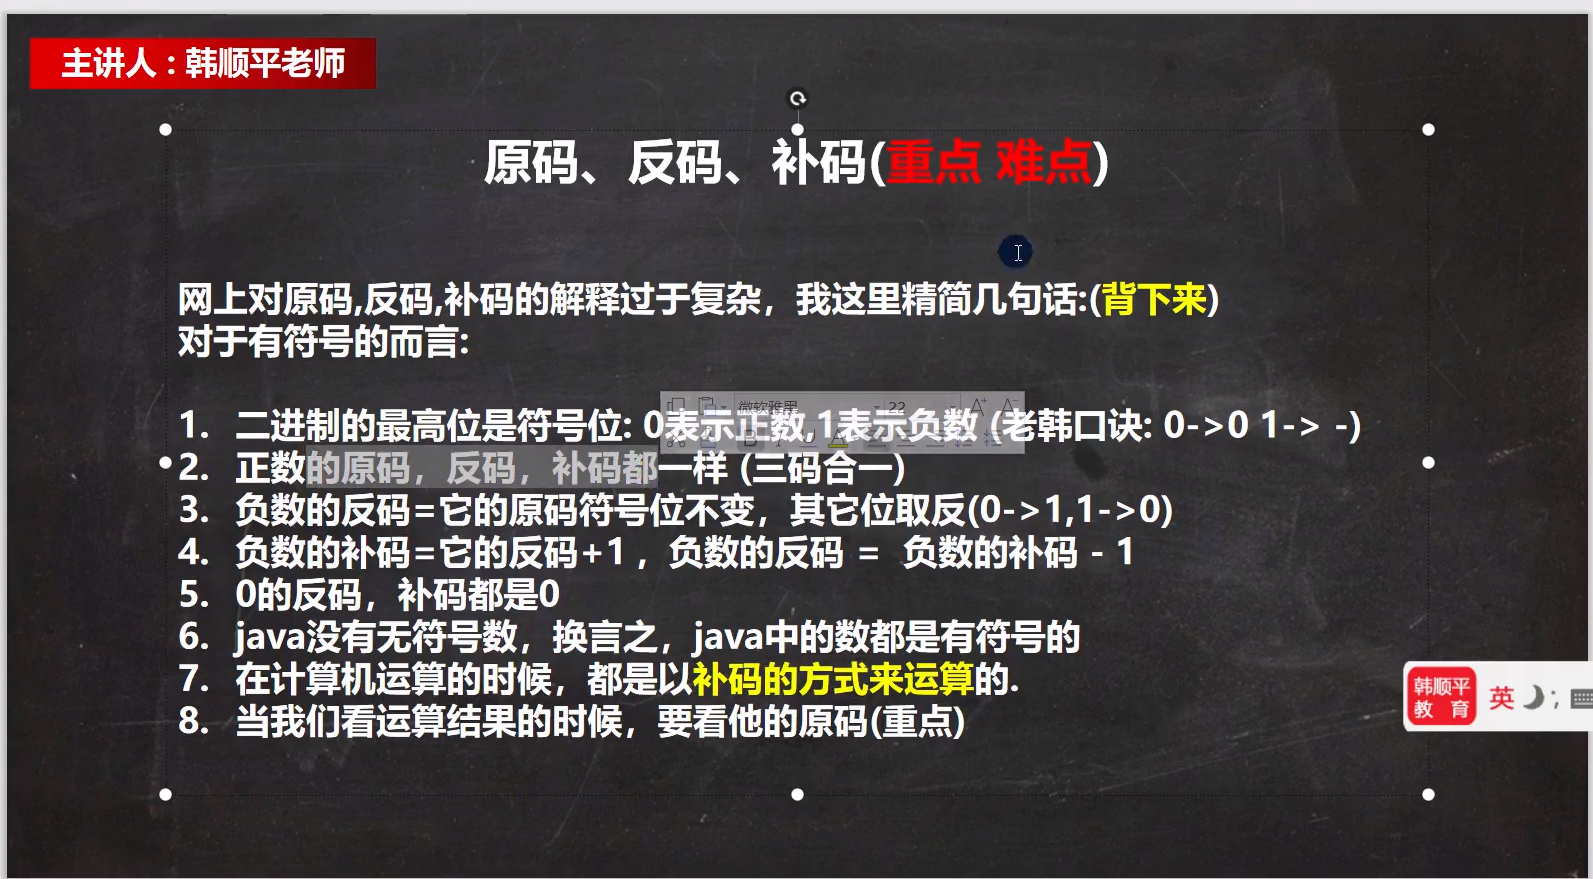 主讲人：韩顺平老师
原码、反码、补码(重点 难点)
网上对原码,反码,补码的解释过于复杂，我这里精简几句话:(背下来)
对于有符号的而言:
微软雅黑 22
1. 二进制的最高位是符号位: 0表示正数,1表示负数 (老韩口诀: 0->0 1-> -)
2. 正数的原码，反码，补码都一样 (三码合一)
3. 负数的反码=它的原码符号位不变，其它位取反(0->1,1->0)
4. 负数的补码=它的反码+1 ，负数的反码 = 负数的补码 - 1
5. 0的反码，补码都是0
6. java没有无符号数，换言之，java中的数都是有符号的
7. 在计算机运算的时候，都是以补码的方式来运算的.
8. 当我们看运算结果的时候，要看他的原码(重点)
韩顺平
教 育
英